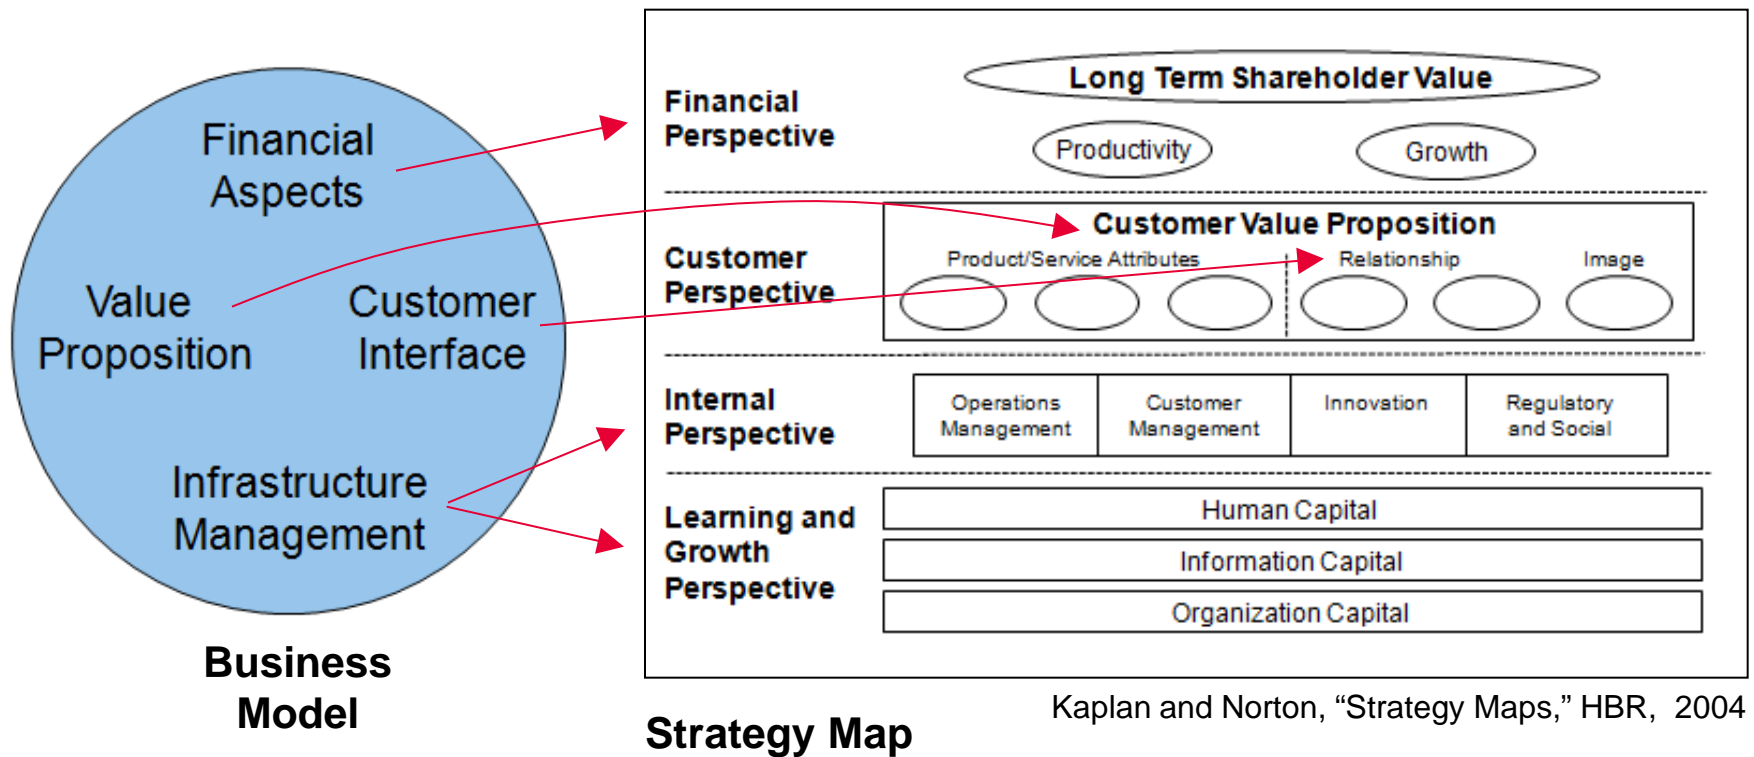 Financial
Aspects
Value
Proposition
Customer
Interface
Infrastructure
Management
Business
Model
Financial
Perspective
Long Term Shareholder Value
Productivity
Growth
Customer
Perspective
Customer Value Proposition
Product/Service Attributes
Relationship
Image
Internal
Perspective
Operations
Management
Customer
Management
Innovation
Regulatory
and Social
Learning and
Growth
Perspective
Human Capital
Information Capital
Organization Capital
Kaplan and Norton, “Strategy Maps,” HBR, 2004
Strategy Map